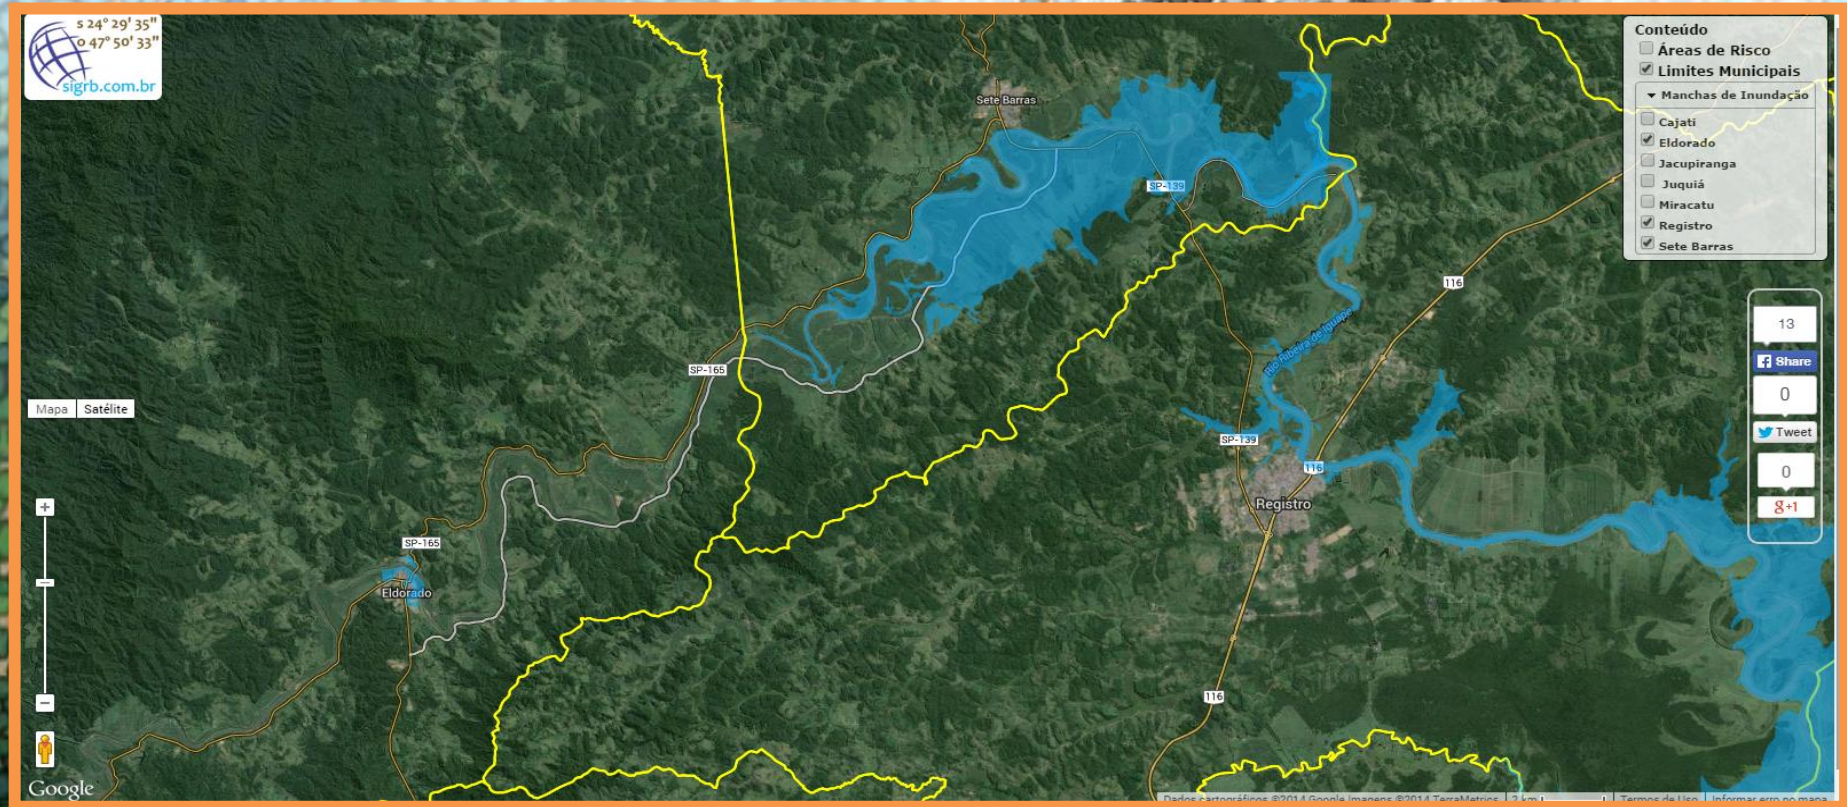 S 24° 29' 35"
O 47° 50' 33"
sigrb.com.br
Conteúdo
Áreas de Risco
Limites Municipais
Manchas de Inundação
Cajati
Eldorado
Jacupiranga
Juquiá
Miracatu
Registro
Sete Barras
Sete Barras
SP-139
116
Rio Ribeira de Iguape
13
Share
0
Tweet
0
g+1
SP-165
Mapa
Satélite
SP-139
116
Registro
SP-165
Eldorado
116
Google
Dados cartográficos ©2014 Google Imagens ©2014 TerraMetrics
2 km
Termos de Uso
Informar erro no mapa